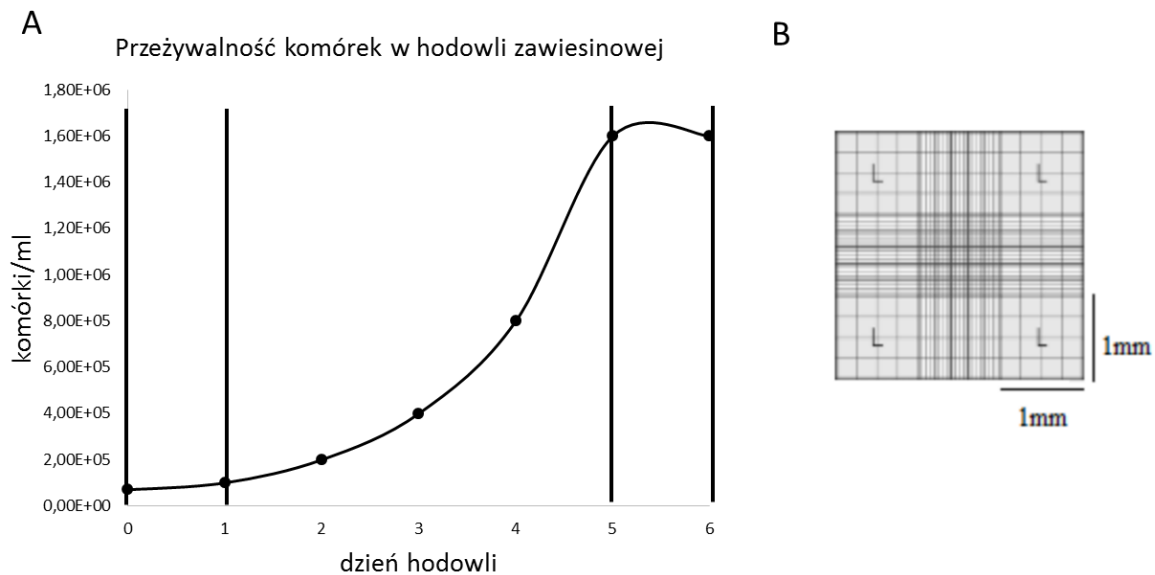 A
Przeżywalność komórek w hodowli zawiesinowej
1,80E+06
1,60E+06
1,40E+06
1,20E+06
1,00E+06
8,00E+05
6,00E+05
4,00E+05
2,00E+05
0,00E+00
komórki/ml
0 1 2 3 4 5 6
dzień hodowli
B
L L
L L
1mm
1mm